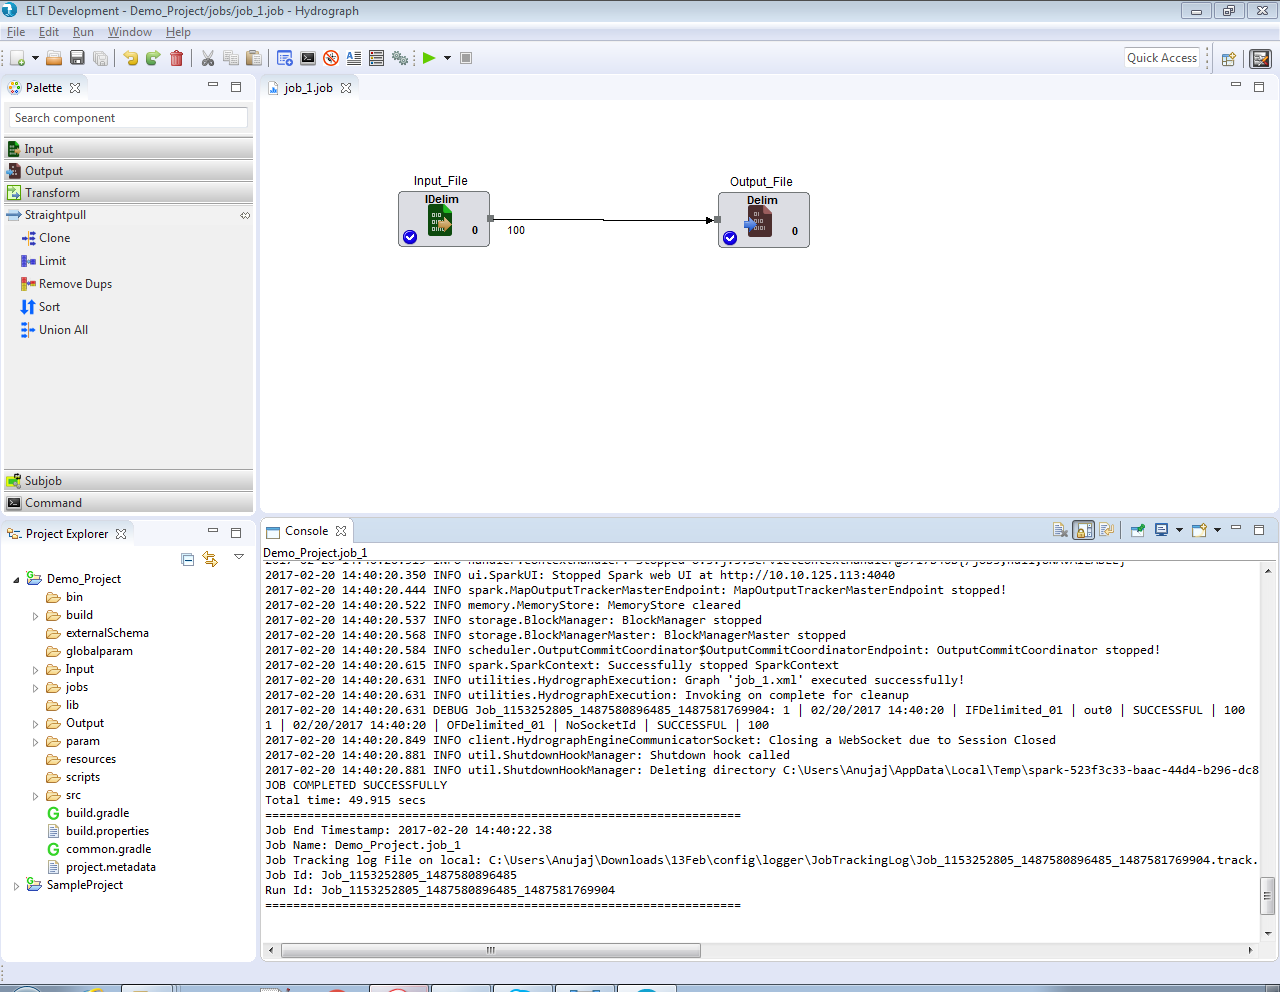 ELT Development - Demo_Project/jobs/job_1.job - Hydrograph
File Edit Run Window Help
Quick Access
Palette
job_1.job
Search component
Input
Output
Transform
Straightpull
Clone
Limit
Remove Dups
Sort
Union All
Subjob
Command
Input_File
IDelim
0
100
Output_File
Delim
0
Project Explorer
Demo_Project
bin
build
externalSchema
globalparam
Input
jobs
lib
Output
param
resources
scripts
src
build.gradle
build.properties
common.gradle
project.metadata
SampleProject
Console
Demo_Project.job_1
2017-02-20 14:40:20.350 INFO ui.SparkUI: Stopped Spark web UI at http://10.10.125.113:4040
2017-02-20 14:40:20.444 INFO spark.MapOutputTrackerMasterEndpoint: MapOutputTrackerMasterEndpoint stopped!
2017-02-20 14:40:20.522 INFO memory.MemoryStore: MemoryStore cleared
2017-02-20 14:40:20.537 INFO storage.BlockManager: BlockManager stopped
2017-02-20 14:40:20.568 INFO storage.BlockManagerMaster: BlockManagerMaster stopped
2017-02-20 14:40:20.584 INFO scheduler.OutputCommitCoordinator$OutputCommitCoordinatorEndpoint: OutputCommitCoordinator stopped!
2017-02-20 14:40:20.615 INFO spark.SparkContext: Successfully stopped SparkContext
2017-02-20 14:40:20.631 INFO utilities.HydrographExecution: Graph 'job_1.xml' executed successfully!
2017-02-20 14:40:20.631 INFO utilities.HydrographExecution: Invoking on complete for cleanup
2017-02-20 14:40:20.631 DEBUG Job_1153252805_1487580896485_1487581769904: 1 | 02/20/2017 14:40:20 | IFDelimited_01 | out0 | SUCCESSFUL | 100
1 | 02/20/2017 14:40:20 | OFDelimited_01 | NoSocketId | SUCCESSFUL | 100
2017-02-20 14:40:20.849 INFO client.HydrographEngineCommunicatorSocket: Closing a WebSocket due to Session Closed
2017-02-20 14:40:20.881 INFO util.ShutdownHookManager: Shutdown hook called
2017-02-20 14:40:20.881 INFO util.ShutdownHookManager: Deleting directory C:\Users\Anujaj\AppData\Local\Temp\spark-523f3c33-baac-44d4-b296-dc8
JOB COMPLETED SUCCESSFULLY
Total time: 49.915 secs
====================================================================
Job End Timestamp: 2017-02-20 14:40:22.38
Job Name: Demo_Project.job_1
Job Tracking log File on local: C:\Users\Anujaj\Downloads\13Feb\config\logger\JobTrackingLog\Job_1153252805_1487580896485_1487581769904.track.
Job Id: Job_1153252805_1487580896485
Run Id: Job_1153252805_1487580896485_1487581769904
====================================================================